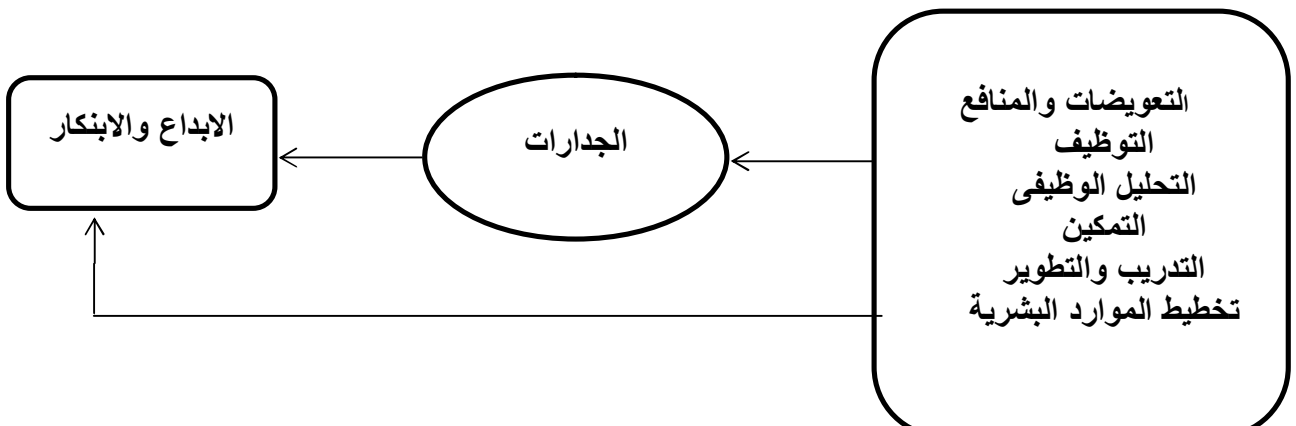 التعويضات والمنافع
التوظيف
التحليل الوظيفى
التمكين
التدريب والتطوير
تخطيط الموارد البشرية
الجدارات
الابداع والابنكار